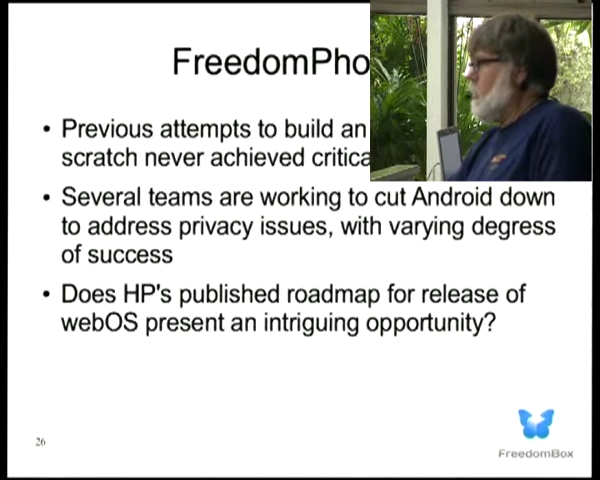 FreedomPho
• Previous attempts to build an
scratch never achieved critica
• Several teams are working to cut Android down
to address privacy issues, with varying degress
of success
• Does HP's published roadmap for release of
webOS present an intriguing opportunity?
26
FreedomBox